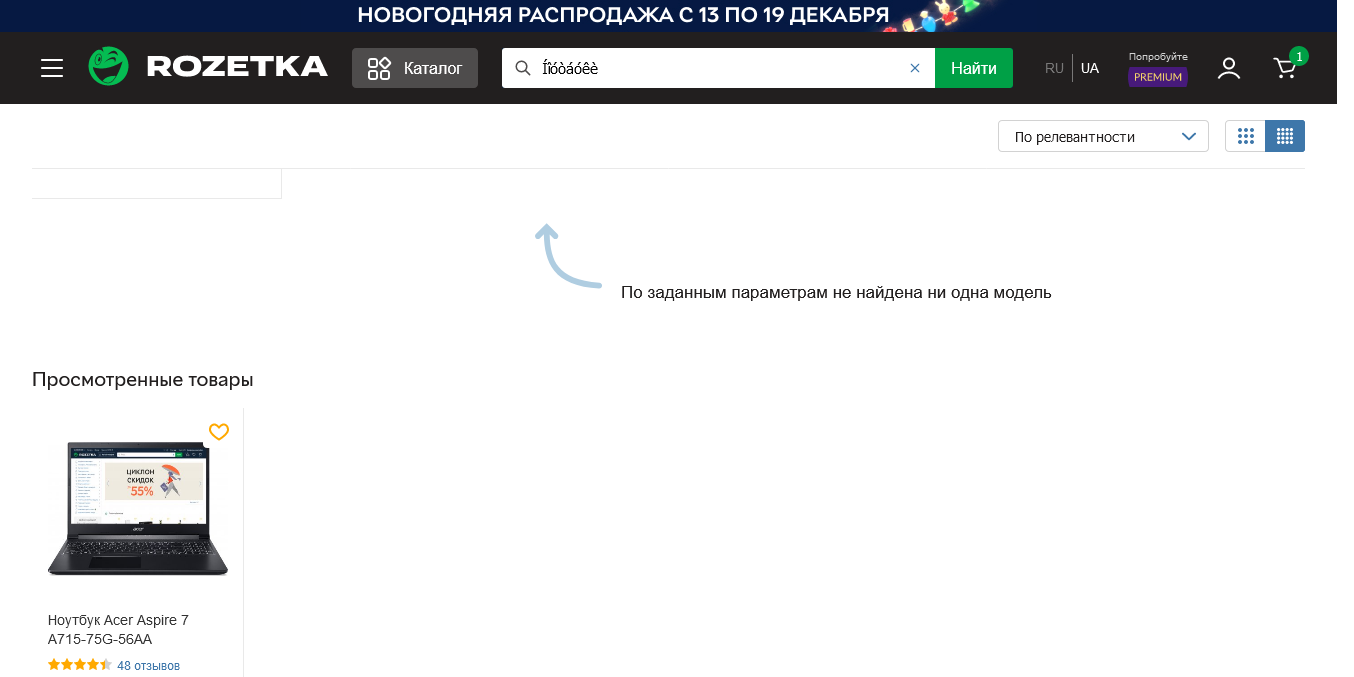 НОВОГОДНЯЯ РАСПРОДАЖА С 13 ПО 19 ДЕКАБРЯ
ROZETKA
Каталог
Íîóòáóêè
Найти
RU
UA
Попробуйте
PREMIUM
1
По релевантности
По заданным параметрам не найдена ни одна модель
Просмотренные товары
ЦИКЛОН
СКИДОК
55%
acer
Ноутбук Acer Aspire 7
A715-75G-56AA
48 отзывов